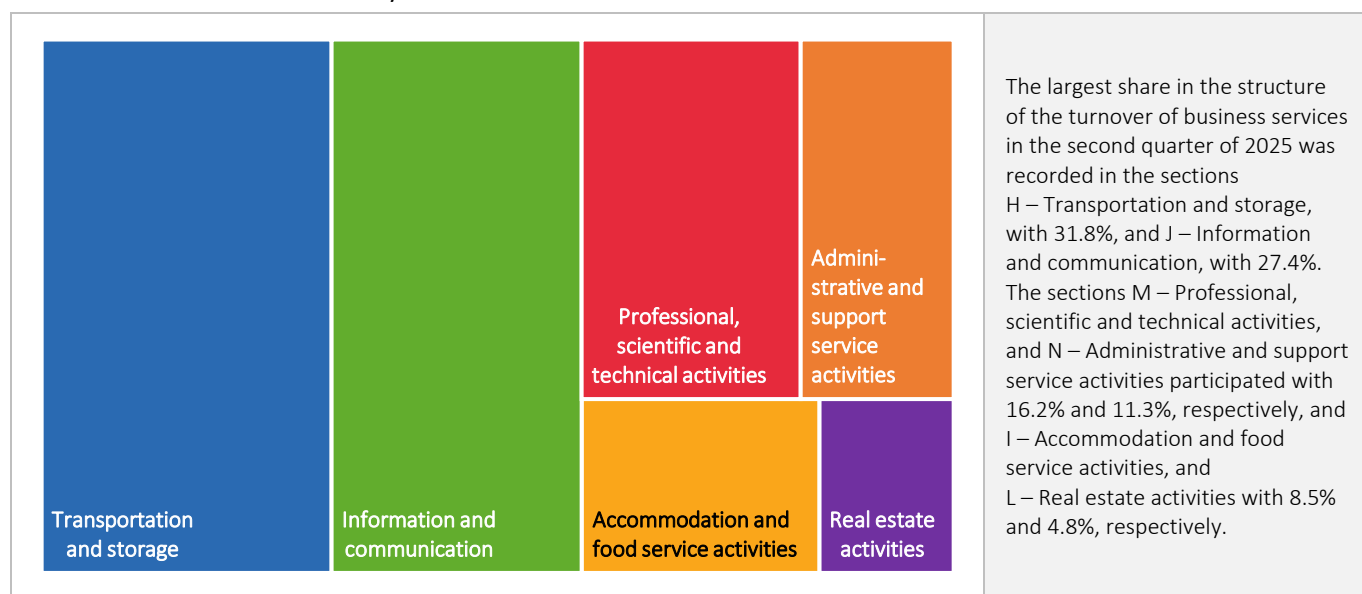 Transportation
and storage
Information and
communication
Professional,
scientific and
technical activities
Admini-
strative and
support
service
activities
Accommodation and
food service activities
Real estate
activities
The largest share in the structure
of the turnover of business services
in the second quarter of 2025 was
recorded in the sections
H – Transportation and storage,
with 31.8%, and J – Information
and communication, with 27.4%.
The sections M – Professional,
scientific and technical activities,
and N – Administrative and support
service activities participated with
16.2% and 11.3%, respectively, and
I – Accommodation and food
service activities, and
L – Real estate activities with 8.5%
and 4.8%, respectively.